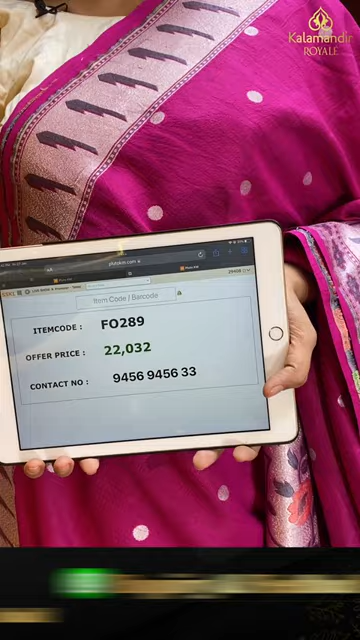 Kalamandir
ROYALE
Item Code / Barcode
ITEMCODE : FO289
OFFER PRICE : 22,032
CONTACT NO : 9456 9456 33